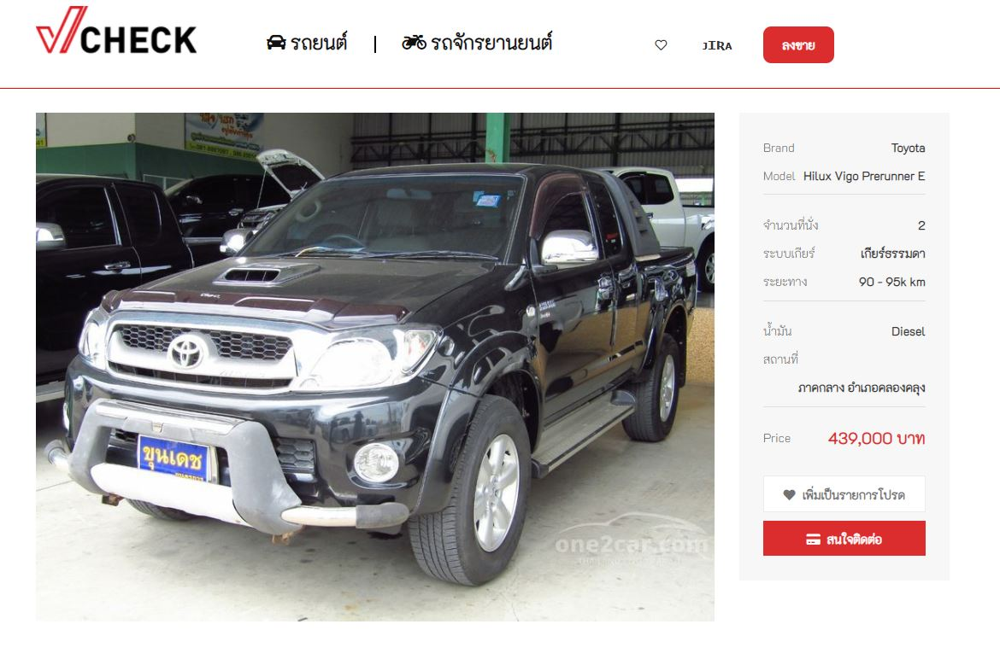 CHECK
รถยนต์ | รถจักรยานยนต์
JIRA
ลงขาย
Brand Toyota
Model Hilux Vigo Prerunner E
จำนวนที่นั่ง 2
ระบบเกียร์ เกียร์ธรรมดา
ระยะทาง 90 - 95k km
น้ำมัน Diesel
สถานที่
ภาคกลาง อำเภอคลองคลุง
Price 439,000 บาท
เพิ่มเป็นรายการโปรด
สนใจติดต่อ
ขุนเดช
one2car.com